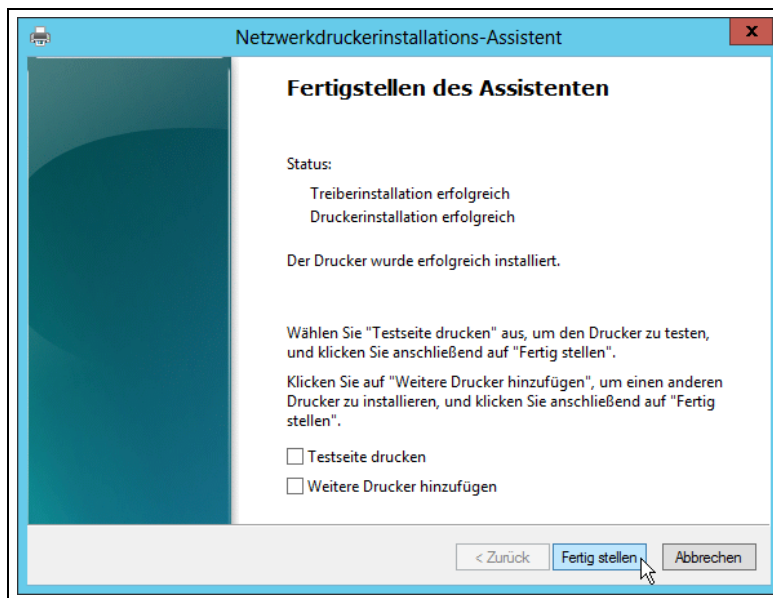 Netzwerkdruckerinstallations-Assistent
x
Fertigstellen des Assistenten
Status:
Treiberinstallation erfolgreich
Druckerinstallation erfolgreich
Der Drucker wurde erfolgreich installiert.
Wählen Sie "Testseite drucken" aus, um den Drucker zu testen,
und klicken Sie anschließend auf "Fertig stellen".
Klicken Sie auf "Weitere Drucker hinzufügen", um einen anderen
Drucker zu installieren, und klicken Sie anschließend auf "Fertig
stellen".
Testseite drucken
Weitere Drucker hinzufügen
< Zurück Fertig stellen Abbrechen